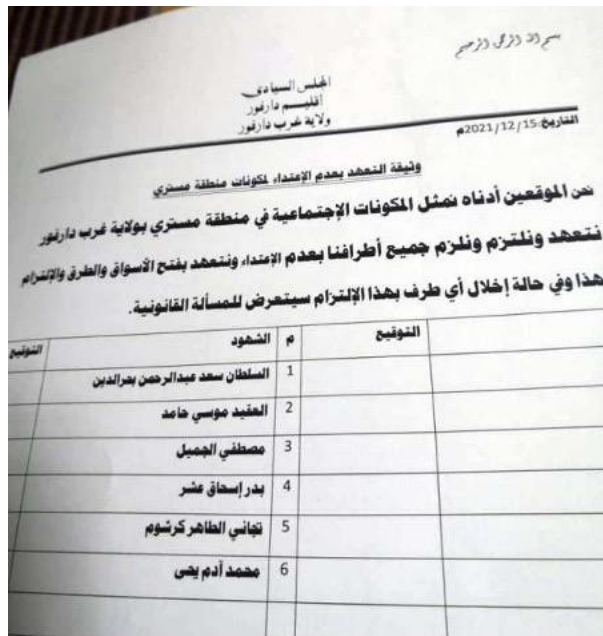 بسم الله الرحمن الرحيم
المجلس السيادي
إقليم دارفور
ولاية غرب دارفور
التاريخ:2021/12/15م
وثيقة التعهد بعدم الإعتداء لمكونات منطقة مستري
نحن الموقعين أدناه نمثل المكونات الإجتماعية في منطقة مستري بولاية غرب دارفور
نتعهد ونلتزم ونلزم جميع أطرافنا بعدم الإعتداء ونتعهد بفتح الأسواق والطرق والإلتزام
هذا وفي حالة إخلال أي طرف بهذا الإلتزام سيتعرض للمسألة القانونية.
التوقيع م الشهود التوقيع
1 السلطان سعد عبدالرحمن بحرالدين
2 العقيد موسي حامد
3 مصطفي الجميل
4 بدر إسحاق عشر
5 تجاني الطاهر كرشوم
6 محمد أدم يحى